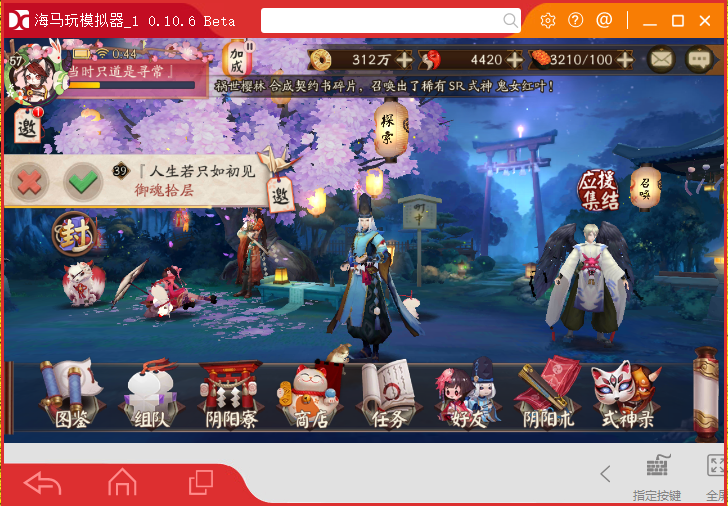 海马玩模拟器_1 0.10.6 Beta
57
0:44
当时只道是寻常』
加成
312万
4420
3210/100
祸世樱林 合成契约书碎片，召唤出了稀有SR式神 鬼女红叶！
邀
1
探索
39 『人生若只如初见
御魂拾层
邀
町中
应援集结
召唤
封
图鉴
组队
阴阳寮
商店
任务
好友
阴阳术
式神录
指定按键
全屏